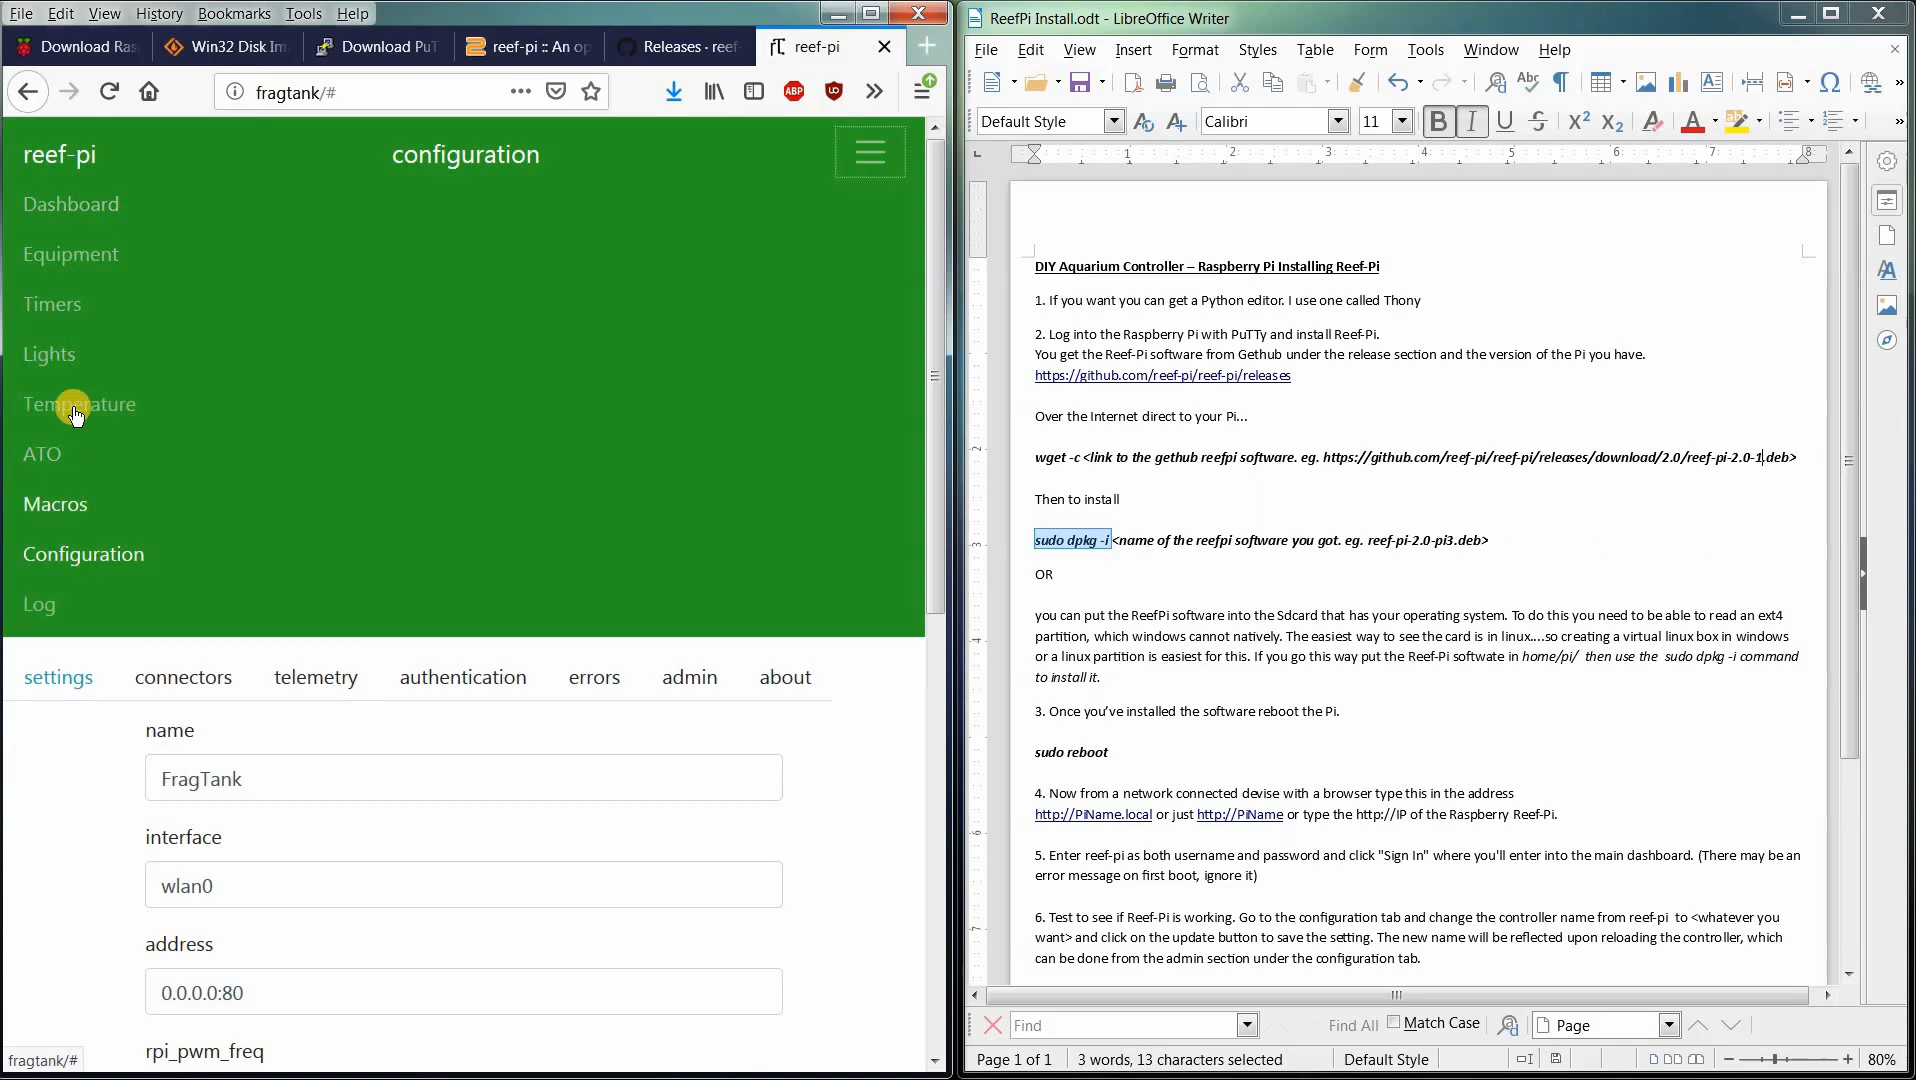 File Edit View History Bookmarks Tools Help
Download Ras
Win32 Disk Im
Download PuT
reef-pi :: An op
Releases · reef-
reef-pi
fragtank/#
ABP
reef-pi
configuration
Dashboard
Equipment
Timers
Lights
Temperature
ATO
Macros
Configuration
Log
settings connectors telemetry authentication errors admin about
name
FragTank
interface
wlan0
address
0.0.0.0:80
rpi_pwm_freq
fragtank/#
ReefPi Install.odt - LibreOffice Writer
File Edit View Insert Format Styles Table Form Tools Window Help
Default Style Calibri 11
1 2 3 4 5 6 7 8
DIY Aquarium Controller – Raspberry Pi Installing Reef-Pi
1. If you want you can get a Python editor. I use one called Thony
2. Log into the Raspberry Pi with PuTTy and install Reef-Pi.
You get the Reef-Pi software from Gethub under the release section and the version of the Pi you have.
https://github.com/reef-pi/reef-pi/releases
Over the Internet direct to your Pi...
wget -c <link to the gethub reefpi software. eg. https://github.com/reef-pi/reef-pi/releases/download/2.0/reef-pi-2.0-1.deb>
Then to install
sudo dpkg -i <name of the reefpi software you got. eg. reef-pi-2.0-pi3.deb>
OR
you can put the ReefPi software into the Sdcard that has your operating system. To do this you need to be able to read an ext4
partition, which windows cannot natively. The easiest way to see the card is in linux....so creating a virtual linux box in windows
or a linux partition is easiest for this. If you go this way put the Reef-Pi softwate in home/pi/ then use the sudo dpkg -i command
to install it.
3. Once you've installed the software reboot the Pi.
sudo reboot
4. Now from a network connected devise with a browser type this in the address
http://PiName.local or just http://PiName or type the http://IP of the Raspberry Reef-Pi.
5. Enter reef-pi as both username and password and click "Sign In" where you'll enter into the main dashboard. (There may be an
error message on first boot, ignore it)
6. Test to see if Reef-Pi is working. Go to the configuration tab and change the controller name from reef-pi to <whatever you
want> and click on the update button to save the setting. The new name will be reflected upon reloading the controller, which
can be done from the admin section under the configuration tab.
Find Find All Match Case Page
Page 1 of 1 3 words, 13 characters selected Default Style 80%